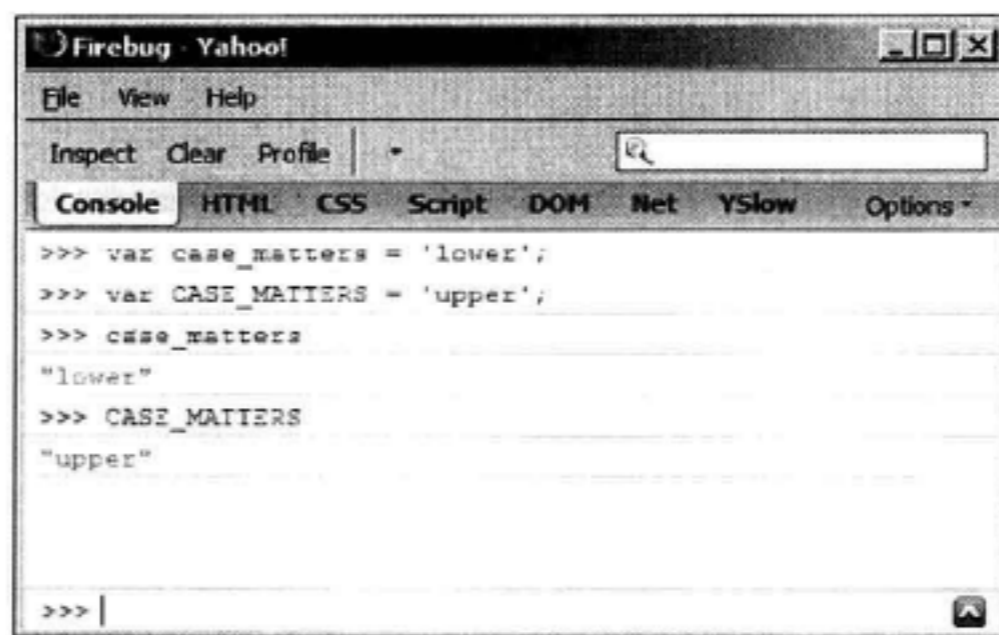 Firebug - Yahoo!
File View Help
Inspect Clear Profile
Console HTML CSS Script DOM Net YSlow Options
>>> var case_matters = 'lower';
>>> var CASE_MATTERS = 'upper';
>>> case_matters
"lower"
>>> CASE_MATTERS
"upper"
>>>